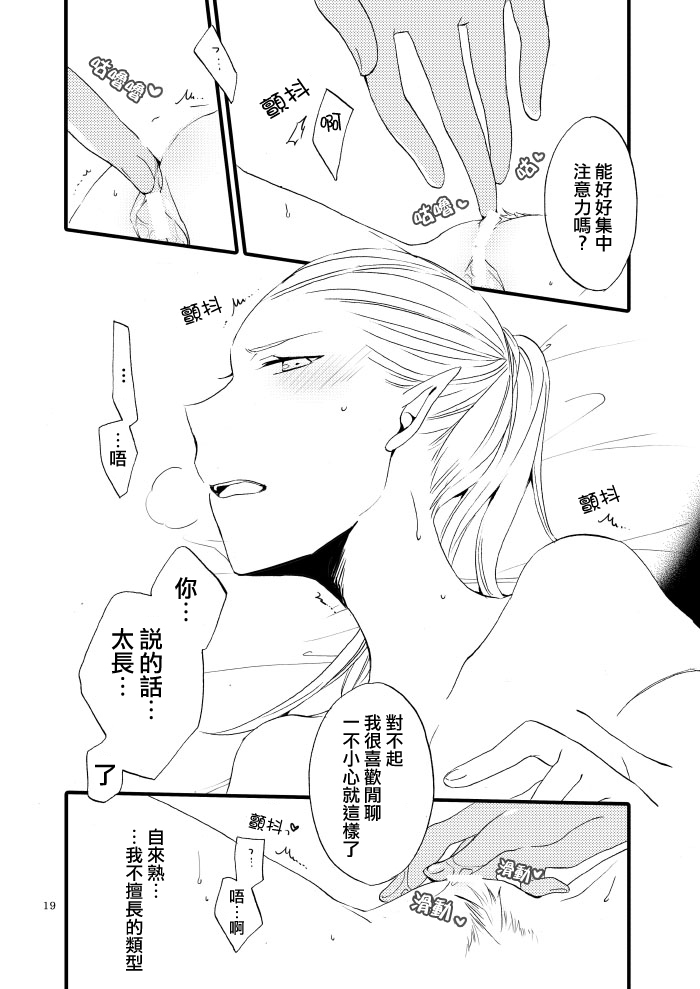 能好好集中
注意力嗎?
咕♥
咕嚕♥
啊
顫抖
っ…
咕嚕嚕♥
顫抖
…
…唔
顫抖
你…
說的話…
太長…
了
對不起
我很喜歡閒聊
一不小心就這樣了
滑動♥
滑動♥
顫抖♥
唔…啊
自來熟…
…我不擅長的類型
19